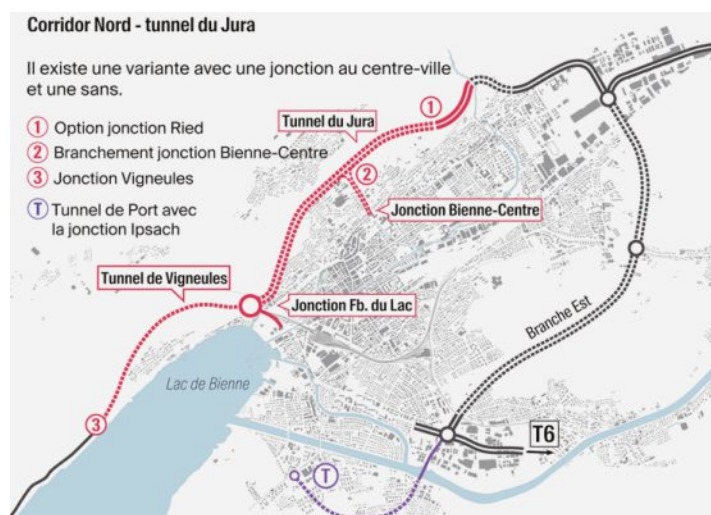 Corridor Nord - tunnel du Jura
Il existe une variante avec une jonction au centre-ville
et une sans.
1 Option jonction Ried
2 Branchement jonction Bienne-Centre
3 Jonction Vigneules
T Tunnel de Port avec
la jonction Ipsach
1
Tunnel du Jura
2
Jonction Bienne-Centre
Tunnel de Vigneules
Jonction Fb. du Lac
Branche Est
Lac de Bienne
3
T6
T